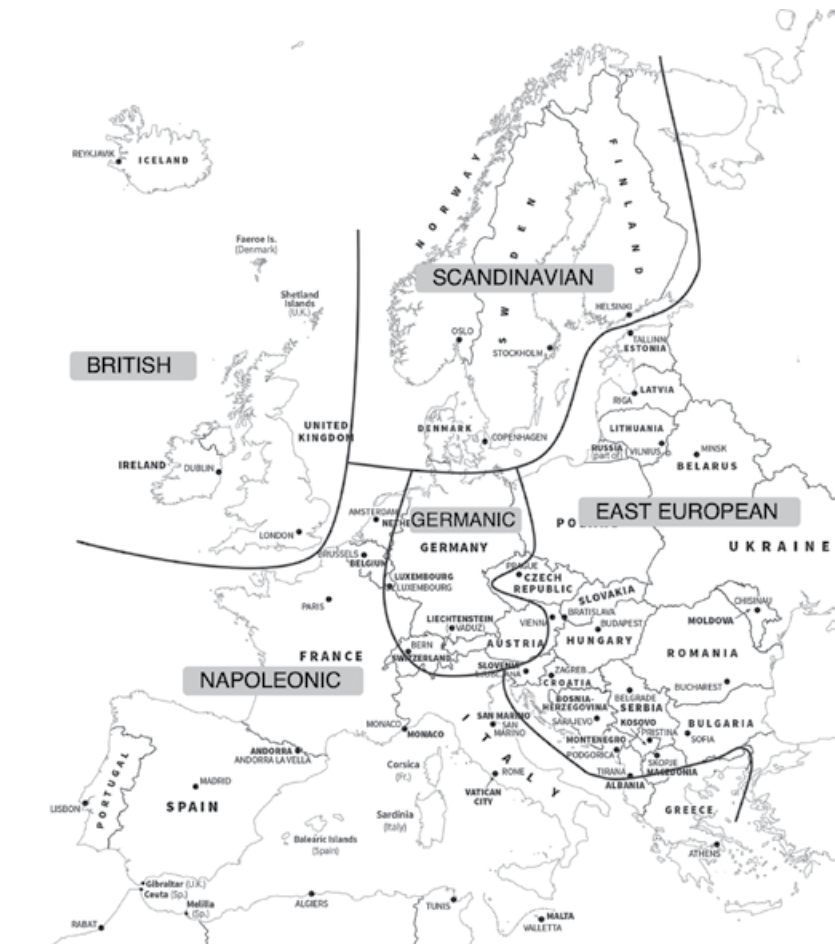 REYKJAVIK
ICELAND
Faeroe Is.
(Denmark)
Shetland
Islands
(U.K.)
NORWAY
FINLAND
SCANDINAVIAN
HELSINKI
OSLO
STOCKHOLM
TALLINN
ESTONIA
BRITISH
LATVIA
RIGA
UNITED
KINGDOM
DENMARK
COPENHAGEN
LITHUANIA
RUSSIA
(part of)
VILNIUS
MINSK
BELARUS
IRELAND
DUBLIN
LONDON
AMSTERDAM
GERMANIC
EAST EUROPEAN
GERMANY
UKRAINE
BRUSSELS
BELGIUM
LUXEMBOURG
LUXEMBOURG
PRAGUE
CZECH
REPUBLIC
SLOVAKIA
PARIS
LIECHTENSTEIN
(VADUZ)
VIENNA
BRATISLAVA
BUDAPEST
CHISINAU
MOLDOVA
BERN
SWITZERLAND
AUSTRIA
HUNGARY
FRANCE
ROMANIA
NAPOLEONIC
SLOVENIA
LJUBLJANA
ZAGREB
CROATIA
BUCHAREST
BOSNIA-
HERZEGOVINA
BELGRADE
SERBIA
SARAJEVO
KOSOVO
PRISTINA
BULGARIA
SOFIA
MONACO
MONACO
SAN MARINO
SAN
MARINO
ITALY
MONTENEGRO
PODGORICA
SKOPJE
MACEDONIA
ANDORRA
ANDORRA LA VELLA
Corsica
(Fr.)
ROME
VATICAN
CITY
TIRANA
ALBANIA
PORTUGAL
MADRID
SPAIN
LISBON
Sardinia
(Italy)
GREECE
Balearic Islands
(Spain)
ATHENS
Gibraltar (U.K.)
Ceuta (Sp.)
Melilla
(Sp.)
ALGIERS
TUNIS
RABAT
MALTA
VALLETTA